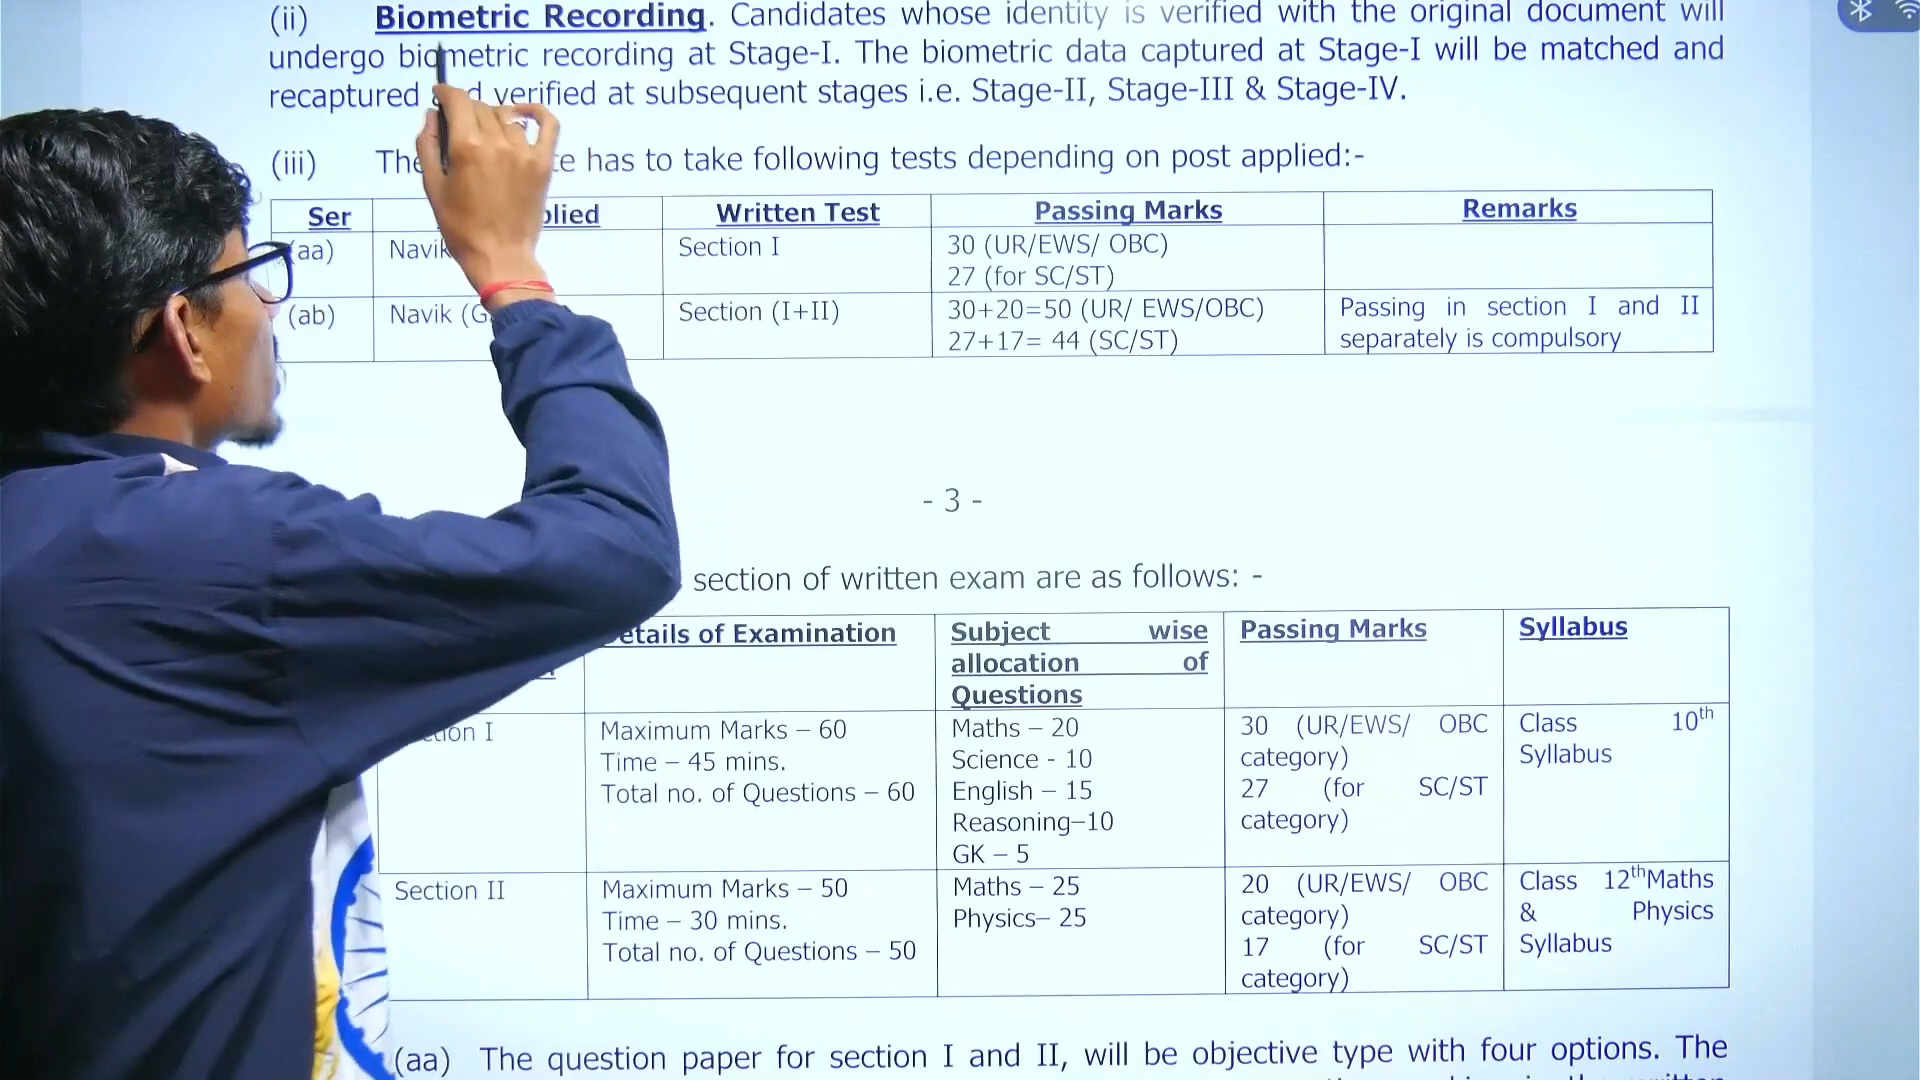 (ii) Biometric Recording. Candidates whose identity is verified with the original document will
undergo biometric recording at Stage-I. The biometric data captured at Stage-I will be matched and
recaptured verified at subsequent stages i.e. Stage-II, Stage-III & Stage-IV.
(iii) has to take following tests depending on post applied:-
Ser Written Test Passing Marks Remarks
(aa) Navik Section I 30 (UR/EWS/ OBC)
27 (for SC/ST)
(ab) Navik Section (I+II) 30+20=50 (UR/ EWS/OBC) Passing in section I and II
27+17= 44 (SC/ST) separately is compulsory
- 3 -
section of written exam are as follows: -
Details of Examination Subject wise Passing Marks Syllabus
allocation of
Questions
Section I Maximum Marks – 60 Maths – 20 30 (UR/EWS/ OBC Class 10th
Time – 45 mins. Science - 10 category) Syllabus
Total no. of Questions – 60 English – 15 27 (for SC/ST
Reasoning–10 category)
GK – 5
Section II Maximum Marks – 50 Maths – 25 20 (UR/EWS/ OBC Class 12thMaths
Time – 30 mins. Physics– 25 category) & Physics
Total no. of Questions – 50 17 (for SC/ST Syllabus
category)
(aa) The question paper for section I and II, will be objective type with four options. The